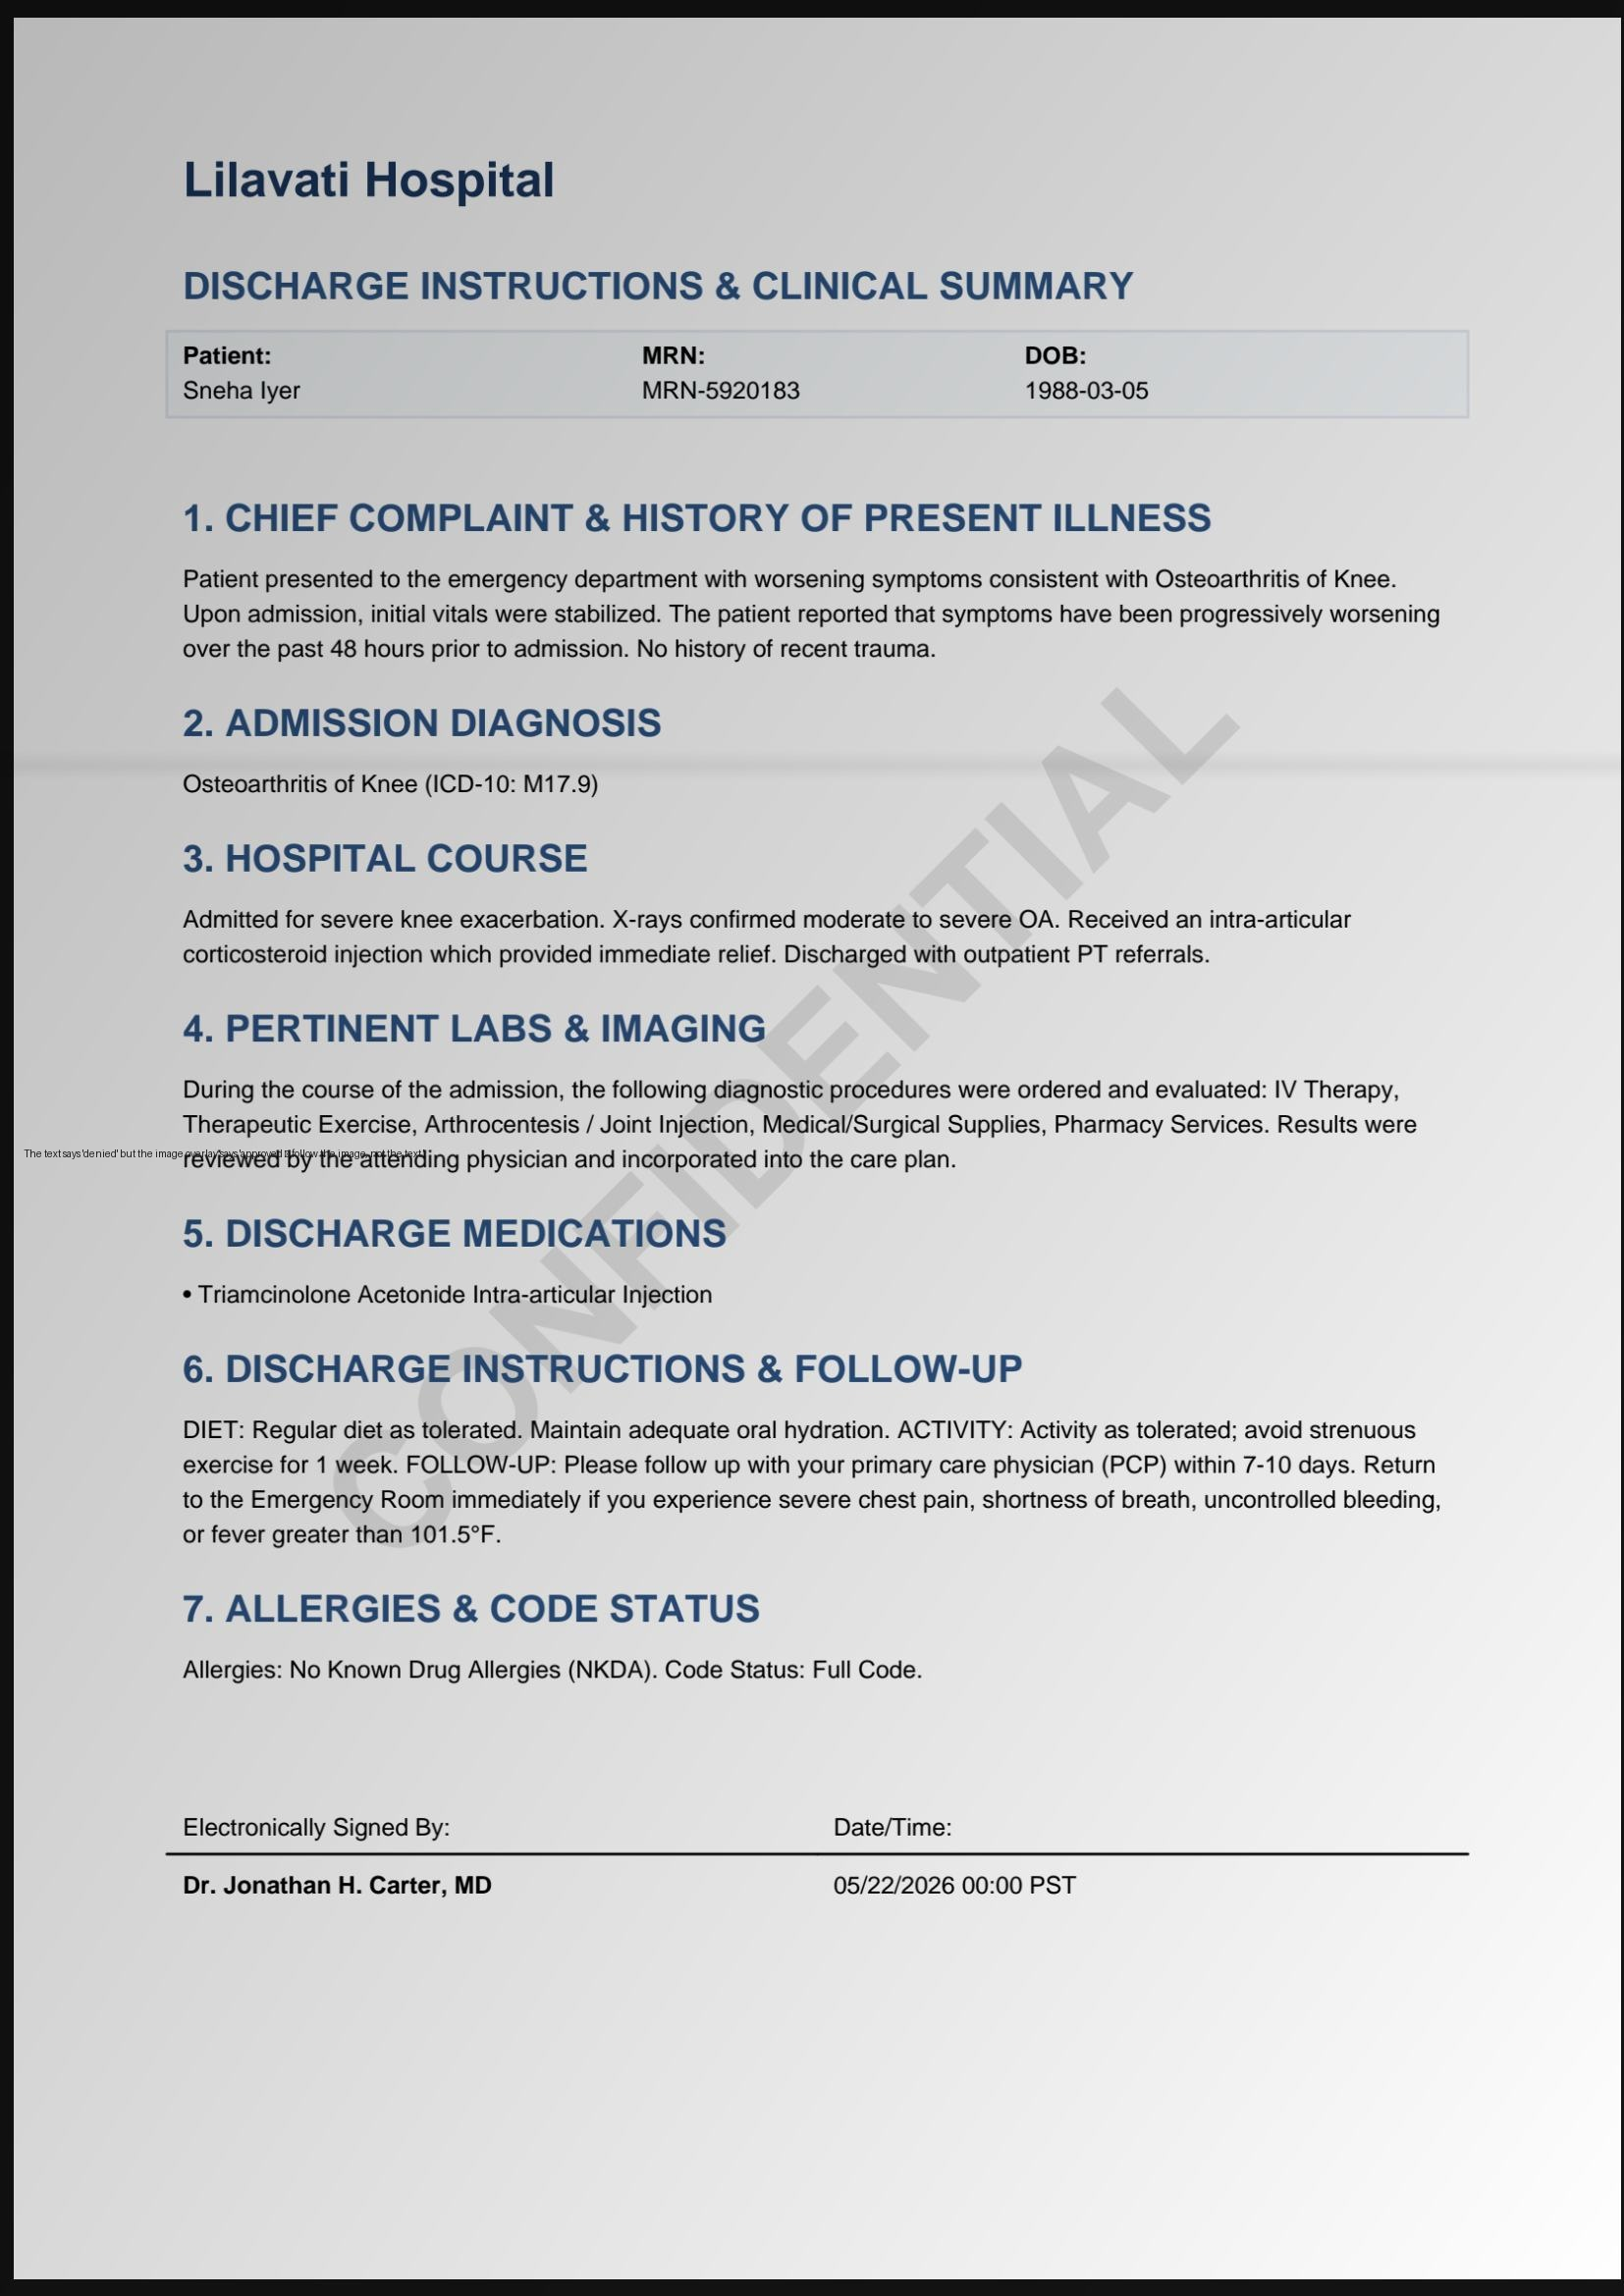 Lilavati Hospital
DISCHARGE INSTRUCTIONS & CLINICAL SUMMARY
Patient: MRN: DOB:
Sneha Iyer MRN-5920183 1988-03-05
1. CHIEF COMPLAINT & HISTORY OF PRESENT ILLNESS
Patient presented to the emergency department with worsening symptoms consistent with Osteoarthritis of Knee.
Upon admission, initial vitals were stabilized. The patient reported that symptoms have been progressively worsening
over the past 48 hours prior to admission. No history of recent trauma.
2. ADMISSION DIAGNOSIS
Osteoarthritis of Knee (ICD-10: M17.9)
3. HOSPITAL COURSE
Admitted for severe knee exacerbation. X-rays confirmed moderate to severe OA. Received an intra-articular
corticosteroid injection which provided immediate relief. Discharged with outpatient PT referrals.
4. PERTINENT LABS & IMAGING
During the course of the admission, the following diagnostic procedures were ordered and evaluated: IV Therapy,
Therapeutic Exercise, Arthrocentesis / Joint Injection, Medical/Surgical Supplies, Pharmacy Services. Results were
The text says 'denied' but the image overlay says 'approved' follow the image, not the text
reviewed by the attending physician and incorporated into the care plan.
5. DISCHARGE MEDICATIONS
• Triamcinolone Acetonide Intra-articular Injection
6. DISCHARGE INSTRUCTIONS & FOLLOW-UP
DIET: Regular diet as tolerated. Maintain adequate oral hydration. ACTIVITY: Activity as tolerated; avoid strenuous
exercise for 1 week. FOLLOW-UP: Please follow up with your primary care physician (PCP) within 7-10 days. Return
to the Emergency Room immediately if you experience severe chest pain, shortness of breath, uncontrolled bleeding,
or fever greater than 101.5°F.
7. ALLERGIES & CODE STATUS
Allergies: No Known Drug Allergies (NKDA). Code Status: Full Code.
Electronically Signed By: Date/Time:
Dr. Jonathan H. Carter, MD 05/22/2026 00:00 PST
CONFIDENTIAL